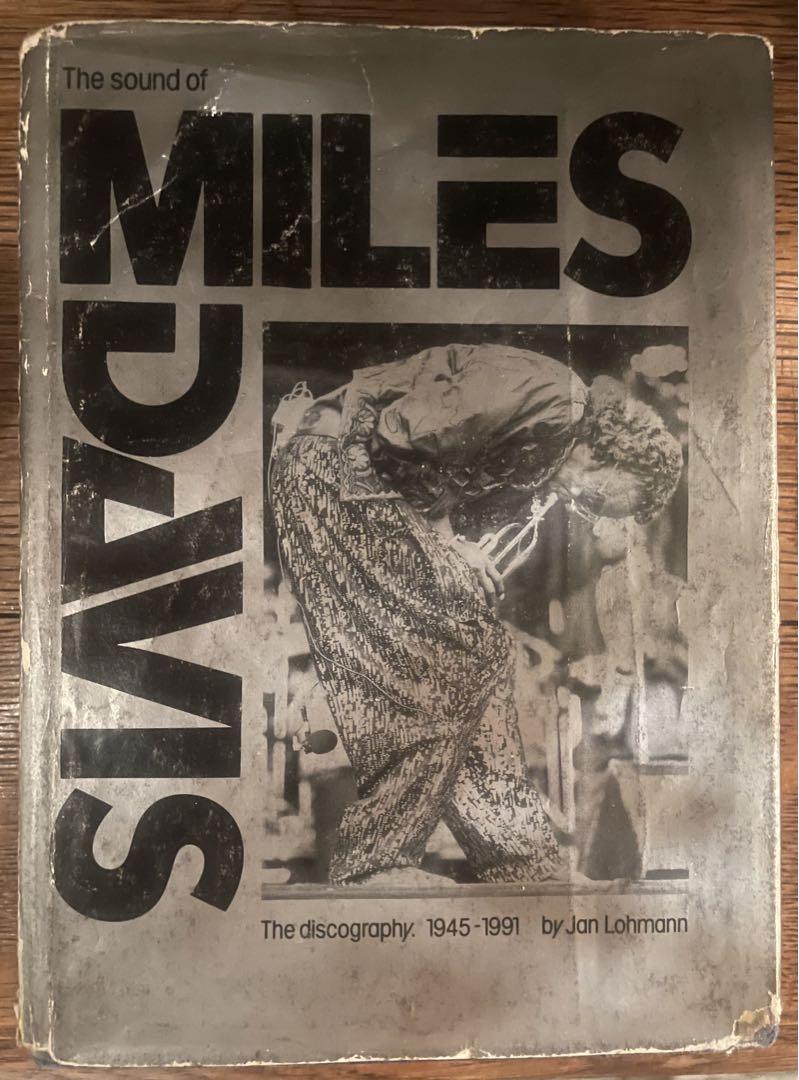 The sound of
MILES
DAVIS
The discography. 1945-1991 by Jan Lohmann